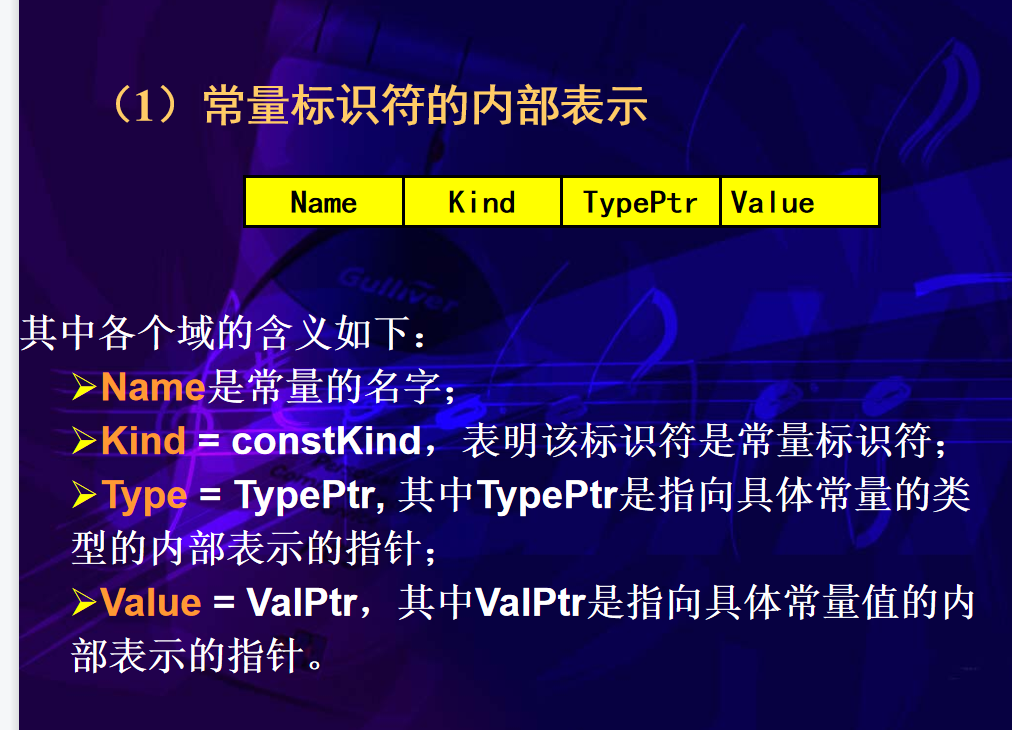 （1）常量标识符的内部表示
Name Kind TypePtr Value
Gulliver
其中各个域的含义如下：
➢Name是常量的名字；
➢Kind = constKind，表明该标识符是常量标识符；
➢Type = TypePtr, 其中TypePtr是指向具体常量的类
型的内部表示的指针；
➢Value = ValPtr，其中ValPtr是指向具体常量值的内
部表示的指针。